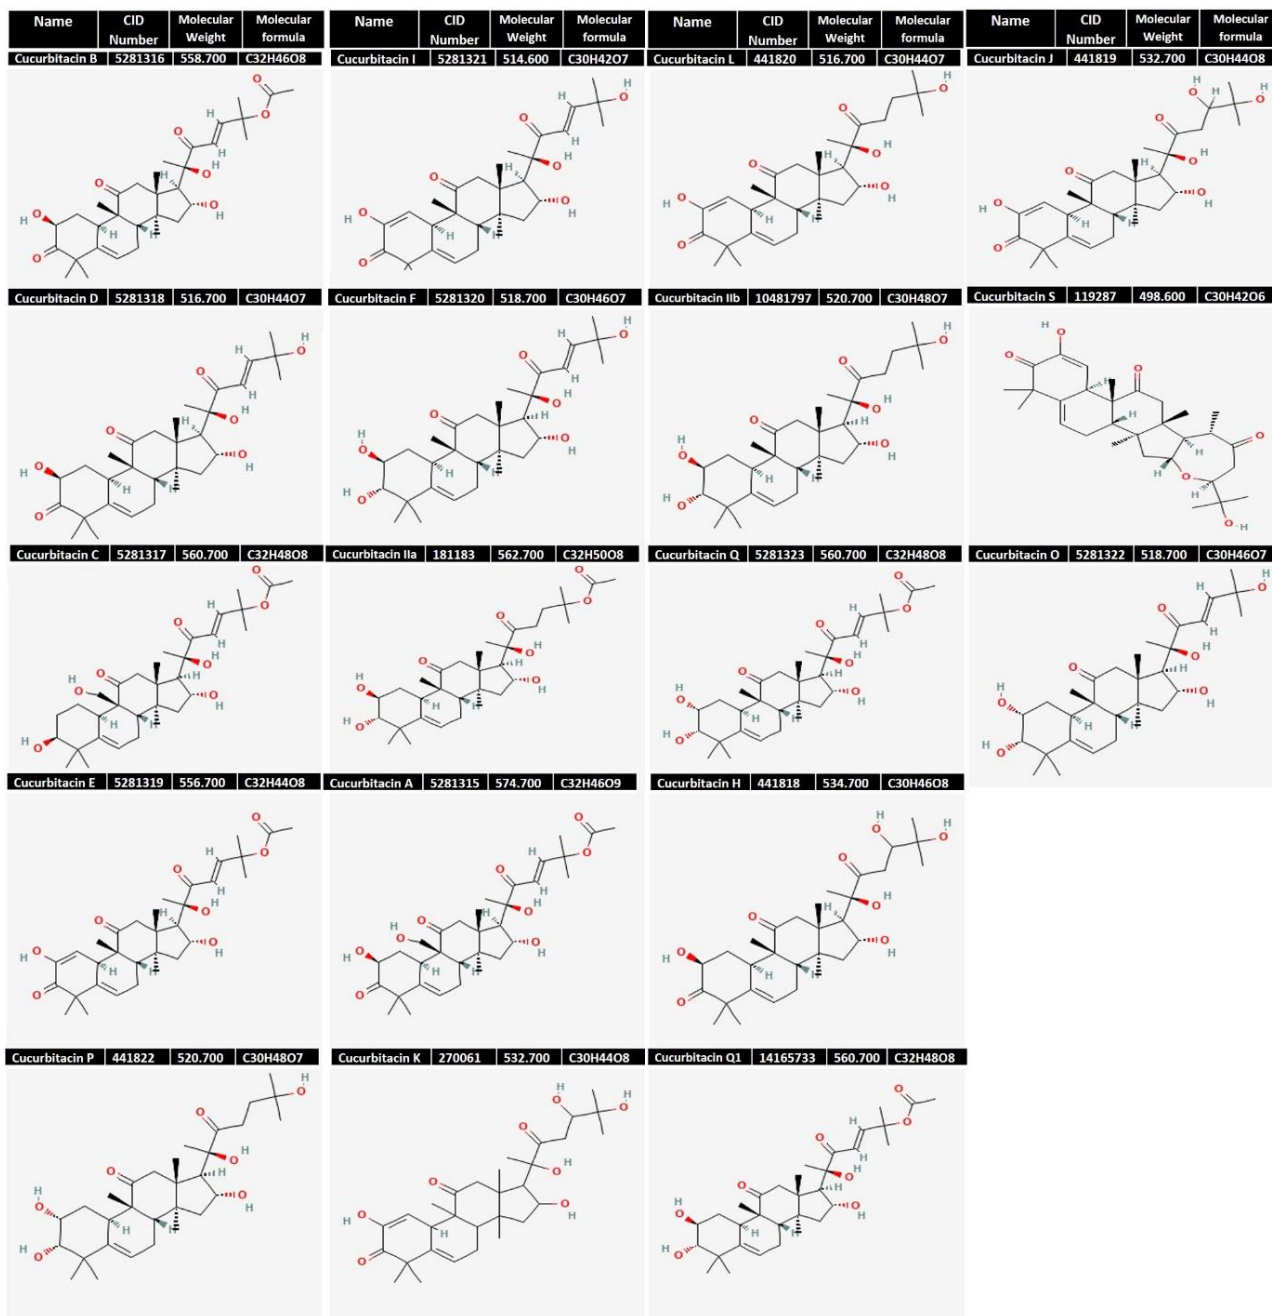 Name CID Number Molecular Weight Molecular formula
Name CID Number Molecular Weight Molecular formula
Name CID Number Molecular Weight Molecular formula
Name CID Number Molecular Weight Molecular formula
Cucurbitacin B 5281316 558.700 C32H46O8
Cucurbitacin I 5281321 514.600 C30H42O7
Cucurbitacin L 441820 516.700 C30H44O7
Cucurbitacin J 441819 532.700 C30H44O8
Cucurbitacin D 5281318 516.700 C30H44O7
Cucurbitacin F 5281320 518.700 C30H46O7
Cucurbitacin IIb 10481797 520.700 C30H48O7
Cucurbitacin S 119287 498.600 C30H42O6
Cucurbitacin C 5281317 560.700 C32H48O8
Cucurbitacin IIa 181183 562.700 C32H50O8
Cucurbitacin Q 5281323 560.700 C32H48O8
Cucurbitacin O 5281322 518.700 C30H46O7
Cucurbitacin E 5281319 556.700 C32H44O8
Cucurbitacin A 5281315 574.700 C32H46O9
Cucurbitacin H 441818 534.700 C30H46O8
Cucurbitacin P 441822 520.700 C30H48O7
Cucurbitacin K 270061 532.700 C30H44O8
Cucurbitacin Q1 14165733 560.700 C32H48O8